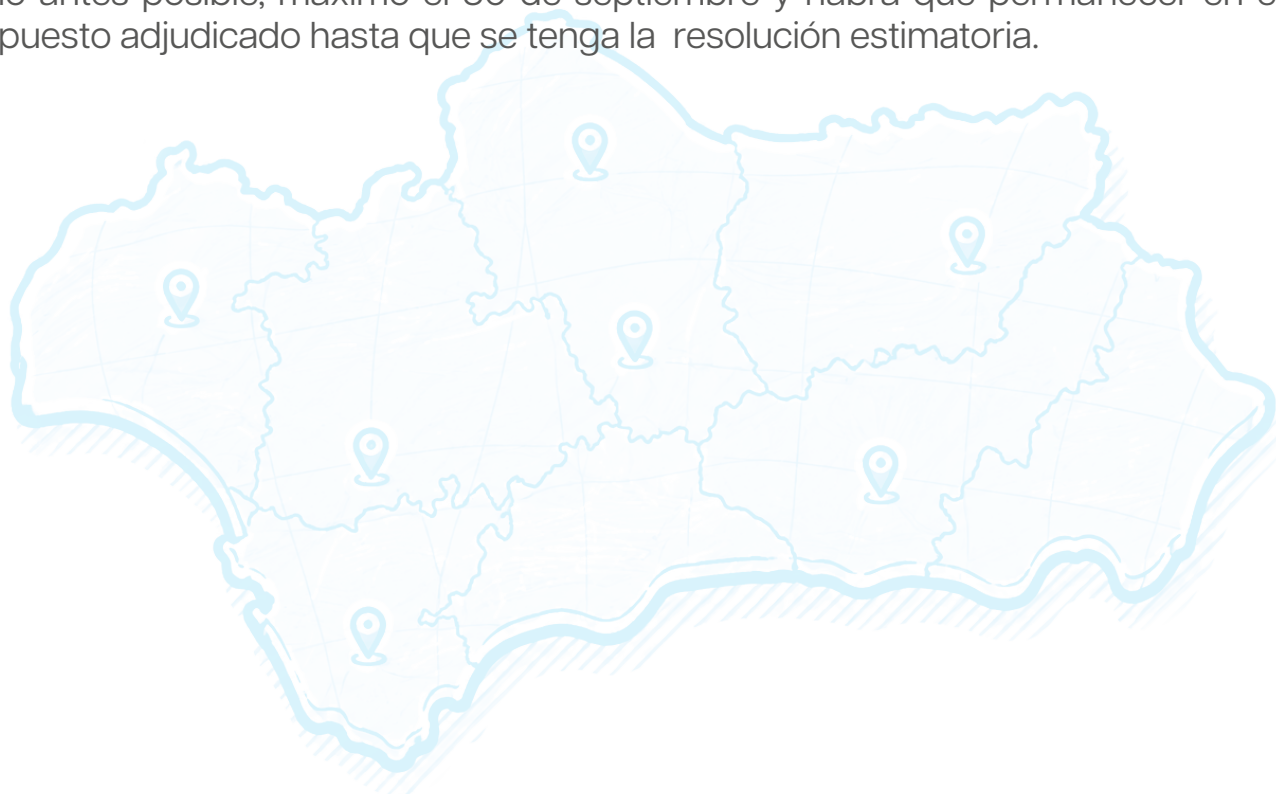 lo antes posible, máximo el 30 de septiembre y habrá que permanecer en e
puesto adjudicado hasta que se tenga la resolución estimatoria.